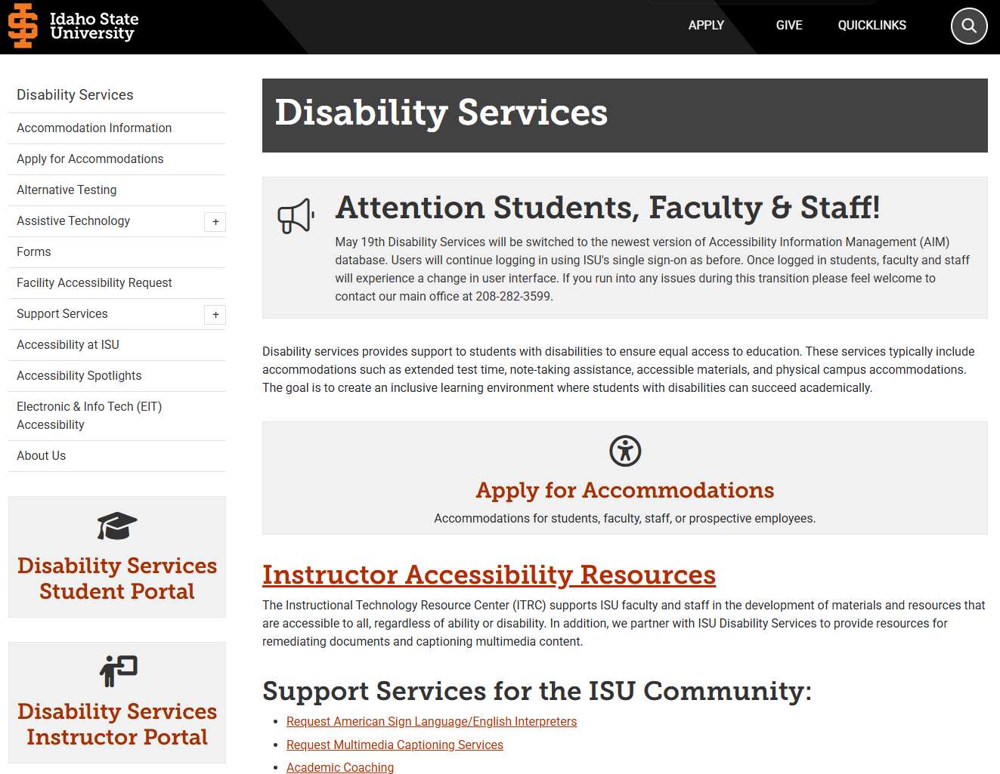 Idaho State
University
APPLY
GIVE
QUICKLINKS
Disability Services
Accommodation Information
Apply for Accommodations
Alternative Testing
Assistive Technology
+
Forms
Facility Accessibility Request
Support Services
+
Accessibility at ISU
Accessibility Spotlights
Electronic & Info Tech (EIT)
Accessibility
About Us
Disability Services
Student Portal
Disability Services
Instructor Portal
Disability Services
Attention Students, Faculty & Staff!
May 19th Disability Services will be switched to the newest version of Accessibility Information Management (AIM)
database. Users will continue logging in using ISU's single sign-on as before. Once logged in students, faculty and staff
will experience a change in user interface. If you run into any issues during this transition please feel welcome to
contact our main office at 208-282-3599.
Disability services provides support to students with disabilities to ensure equal access to education. These services typically include
accommodations such as extended test time, note-taking assistance, accessible materials, and physical campus accommodations.
The goal is to create an inclusive learning environment where students with disabilities can succeed academically.
Apply for Accommodations
Accommodations for students, faculty, staff, or prospective employees.
Instructor Accessibility Resources
The Instructional Technology Resource Center (ITRC) supports ISU faculty and staff in the development of materials and resources that
are accessible to all, regardless of ability or disability. In addition, we partner with ISU Disability Services to provide resources for
remediating documents and captioning multimedia content.
Support Services for the ISU Community:
• Request American Sign Language/English Interpreters
• Request Multimedia Captioning Services
• Academic Coaching